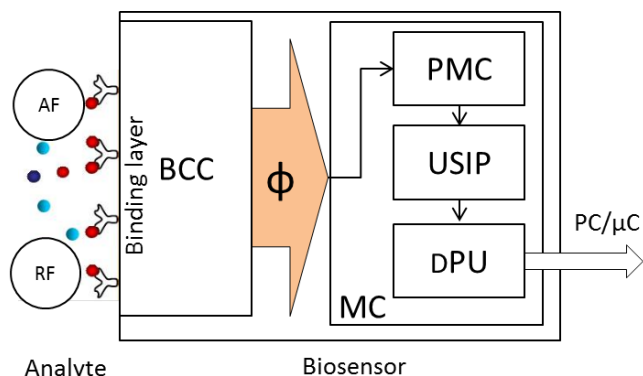 AF
RF
Binding layer
BCC
ϕ
PMC
USIP
DPU
MC
PC/μC
Analyte
Biosensor